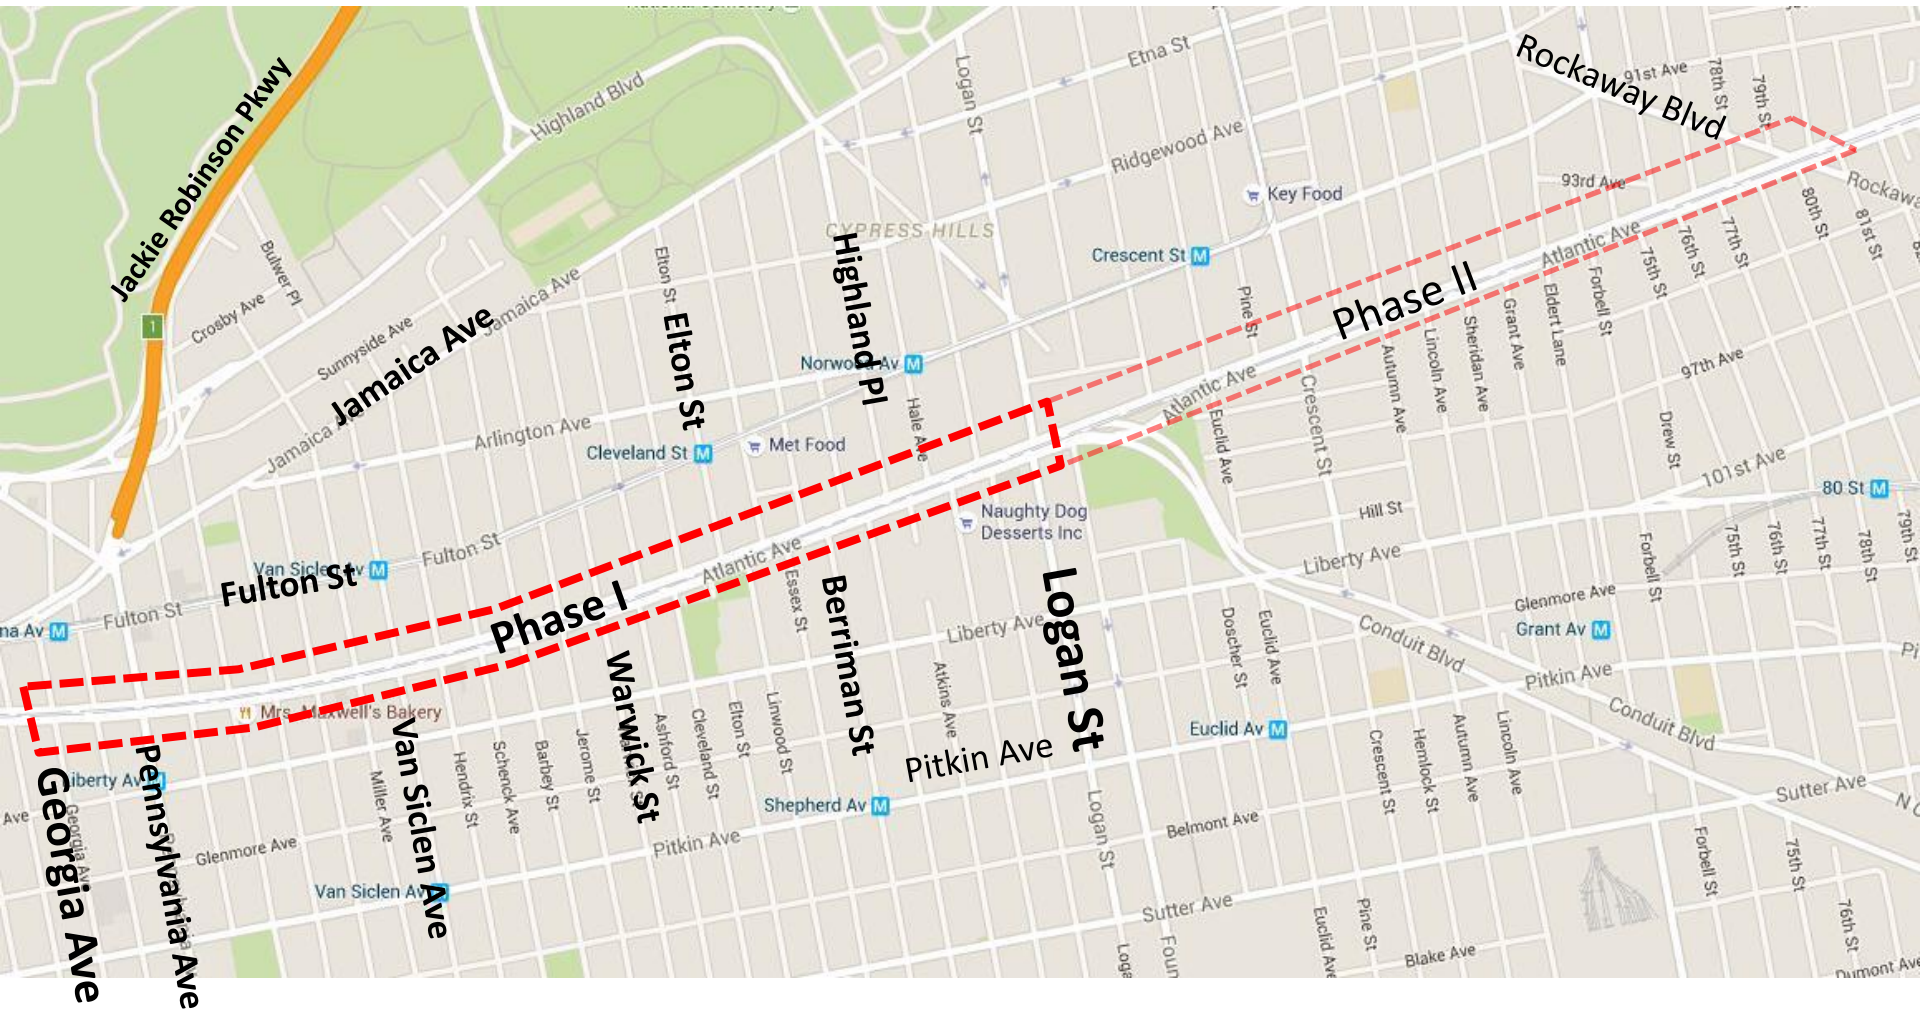 Etna St
Rockaway Blvd
91st Ave
78th St
79th St
Logan St
Highland Blvd
Jackie Robinson Pkwy
Ridgewood Ave
Key Food
93rd Ave
Rockawa
80th St
81st St
CYPRESS HILLS
Highland Pl
Crescent St M
Atlantic Ave
77th St
76th St
75th St
Forbell St
Eldert Lane
Grant Ave
Sheridan Ave
Lincoln Ave
Autumn Ave
Phase II
Pine St
Bulwer Pl
Crosby Ave
1
Sunnyside Ave
Jamaica Ave
Jamaica Ave
Jamaica Ave
Elton St
Elton St
Norwood Av M
Hale Ave
Atlantic Ave
Euclid Ave
Crescent St
97th Ave
Drew St
101st Ave
80 St M
Arlington Ave
Cleveland St M
Met Food
Naughty Dog
Desserts Inc
Hill St
Liberty Ave
Forbell St
75th St
76th St
77th St
78th St
79th St
Van Siclen Av M
Fulton St
Fulton St
Fulton St
na Av M
Atlantic Ave
Phase I
Essex St
Berriman St
Liberty Ave
Logan St
Doscher St
Euclid Ave
Conduit Blvd
Glenmore Ave
Grant Av M
Pitkin Ave
Pi
Conduit Blvd
Mrs. Maxwell's Bakery
Warwick St
Atkins Ave
Pitkin Ave
Euclid Av M
Liberty Av
Ave
Georgia Ave
Georgia Ave
Pennsylvania Ave
Glenmore Ave
Miller Ave
Van Siclen Ave
Hendrix St
Schenck Ave
Barbey St
Jerome St
Ashford St
Cleveland St
Elton St
Linwood St
Shepherd Av M
Pitkin Ave
Van Siclen Av
Logan St
Belmont Ave
Crescent St
Hemlock St
Autumn Ave
Lincoln Ave
Sutter Ave
N C
Forbell St
75th St
76th St
Sutter Ave
Euclid Ave
Pine St
Blake Ave
Dumont Ave
Loga
Foun